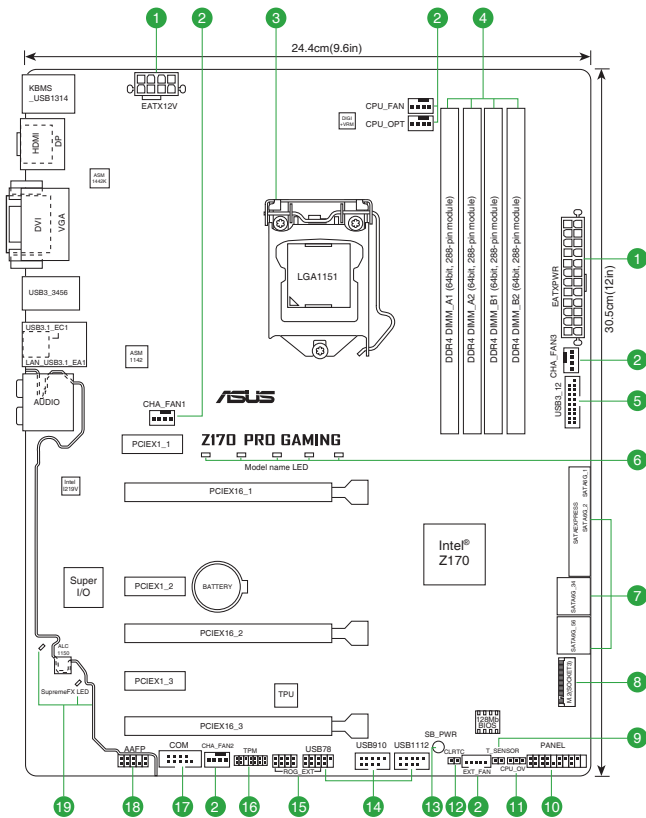 1
2
3
2
4
24.4cm(9.6in)
KBMS
_USB1314
EATX12V
CPU_FAN
CPU_OPT
DIGI
+VRM
HDMI
DP
ASM
1442K
DVI
VGA
LGA1151
DDR4 DIMM_A1 (64bit, 288-pin module)
DDR4 DIMM_A2 (64bit, 288-pin module)
DDR4 DIMM_B1 (64bit, 288-pin module)
DDR4 DIMM_B2 (64bit, 288-pin module)
EATXPWR
1
30.5cm(12in)
USB3_3456
USB3.1_EC1
LAN_USB3.1_EA1
ASM
1142
CHA_FAN3
2
AUDIO
ASUS
USB3_12
5
CHA_FAN1
PCIEX1_1
Z170 PRO GAMING
Model name LED
6
Intel
I219V
PCIEX16_1
SATA6G_1
SATA6G_2
SATAEXPRESS
Intel®
Z170
Super
I/O
PCIEX1_2
BATTERY
SATA6G_34
7
PCIEX16_2
SATA6G_56
ALC
1150
SupremeFX LED
PCIEX1_3
TPU
M.2(SOCKET3)
8
128Mb
BIOS
PCIEX16_3
SB_PWR
9
AAFP
COM
CHA_FAN2
TPM
ROG_EXT
USB78
USB910
USB1112
CLRTC
EXT_FAN
T_SENSOR
CPU_OV
PANEL
19
18
17
2
16
15
14
13
12
2
11
10